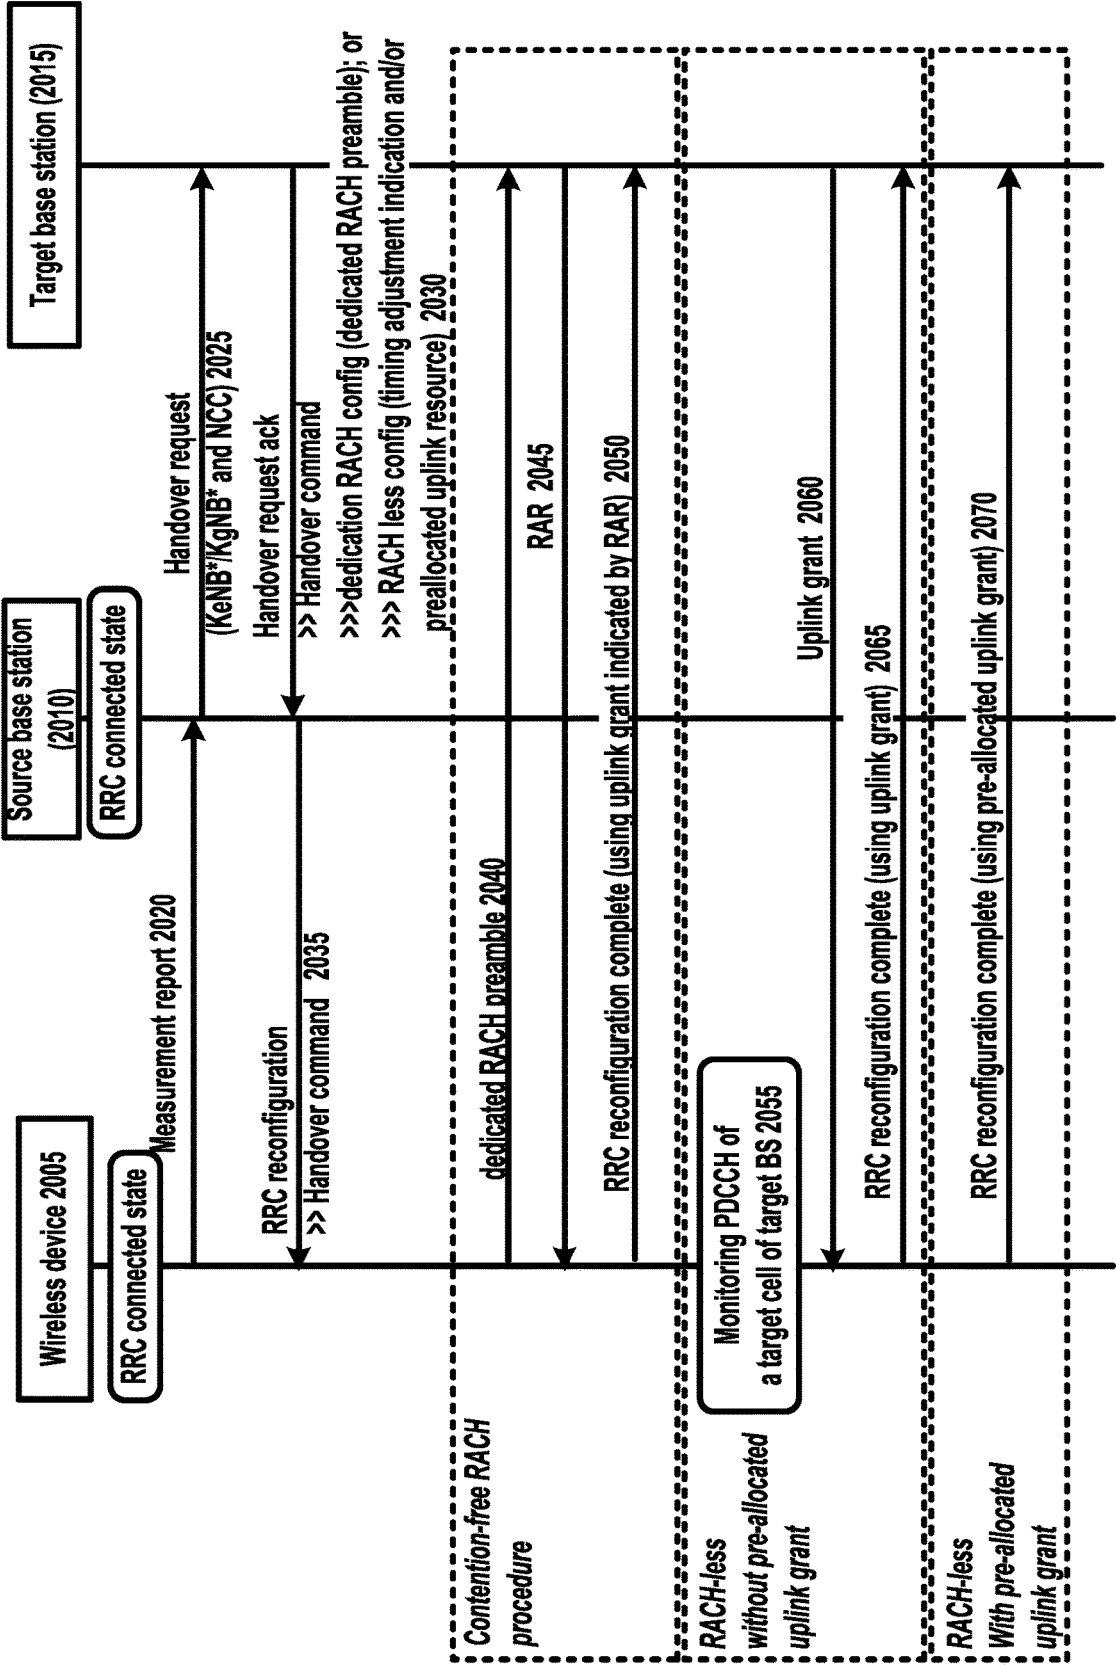 Wireless device 2005
Source base station
(2010)
Target base station (2015)
RRC connected state
RRC connected state
Measurement report 2020
Handover request
(KeNB*/KgNB* and NCC) 2025
Handover request ack
>> Handover command
>>>dedication RACH config (dedicated RACH preamble); or
>>> RACH less config (timing adjustment indication and/or
preallocated uplink resource) 2030
RRC reconfiguration
>> Handover command 2035
Contention-free RACH
procedure
dedicated RACH preamble 2040
RAR 2045
RRC reconfiguration complete (using uplink grant indicated by RAR) 2050
RACH-less
without pre-allocated
uplink grant
Monitoring PDCCH of
a target cell of target BS 2055
Uplink grant 2060
RRC reconfiguration complete (using uplink grant) 2065
RACH-less
With pre-allocated
uplink grant
RRC reconfiguration complete (using pre-allocated uplink grant) 2070